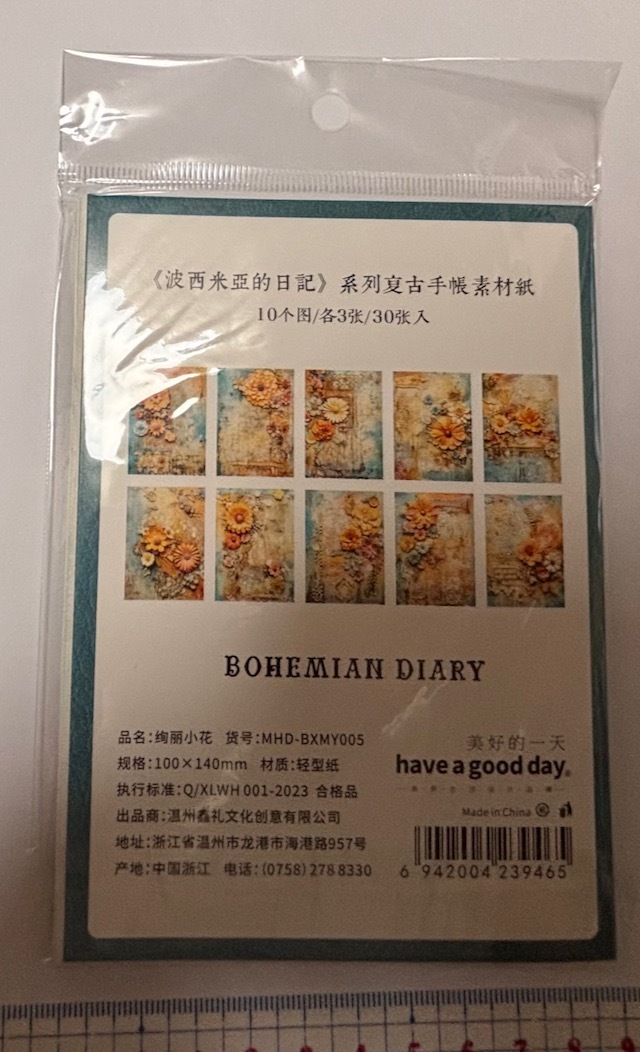 《波西米亞的日記》系列复古手帳素材紙
10个图/各3张/30张入
BOHEMIAN DIARY
品名:绚丽小花 货号:MHD-BXMY005
规格:100×140mm 材质:轻型纸
执行标准:Q/XLWH 001-2023 合格品
出品商:温州鑫礼文化创意有限公司
地址:浙江省温州市龙港市海港路957号
产地:中国浙江 电话:(0758)278 8330
美好的一天
have a good day®
Made in China
6 942004 239465